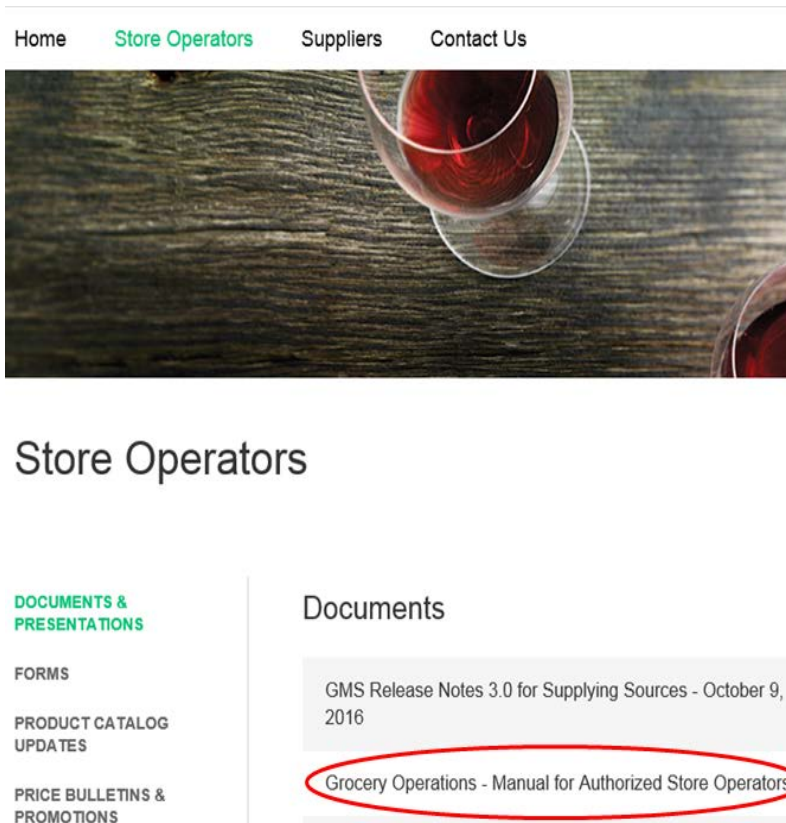 Home Store Operators Suppliers Contact Us
Store Operators
DOCUMENTS &
PRESENTATIONS
FORMS
PRODUCT CATALOG
UPDATES
PRICE BULLETINS &
PROMOTIONS
Documents
GMS Release Notes 3.0 for Supplying Sources - October 9,
2016
Grocery Operations - Manual for Authorized Store Operators